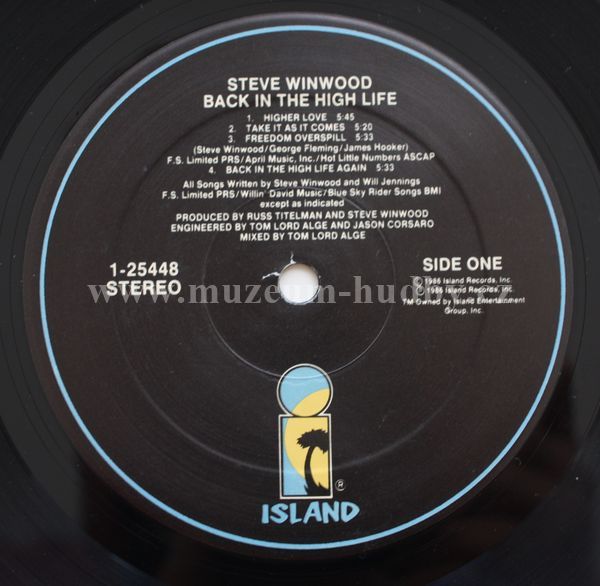 STEVE WINWOOD
BACK IN THE HIGH LIFE
1. HIGHER LOVE 5:45
2. TAKE IT AS IT COMES 5:20
3. FREEDOM OVERSPILL 5:33
(Steve Winwood/George Fleming/James Hooker)
F.S. Limited PRS/April Music, Inc./Hot Little Numbers ASCAP
4. BACK IN THE HIGH LIFE AGAIN 5:33
All Songs Written by Steve Winwood and Will Jennings
F.S. Limited PRS/Willin' David Music/Blue Sky Rider Songs BMI
except as indicated
PRODUCED BY RUSS TITELMAN AND STEVE WINWOOD
ENGINEERED BY TOM LORD ALGE AND JASON CORSARO
MIXED BY TOM LORD ALGE
1-25448
STEREO
SIDE ONE
1986 Island Records, Inc.
1986 Island Records, Inc.
TM Owned by Island Entertainment
Group, Inc.
www.muzeum-hudby.cz
i
®
ISLAND